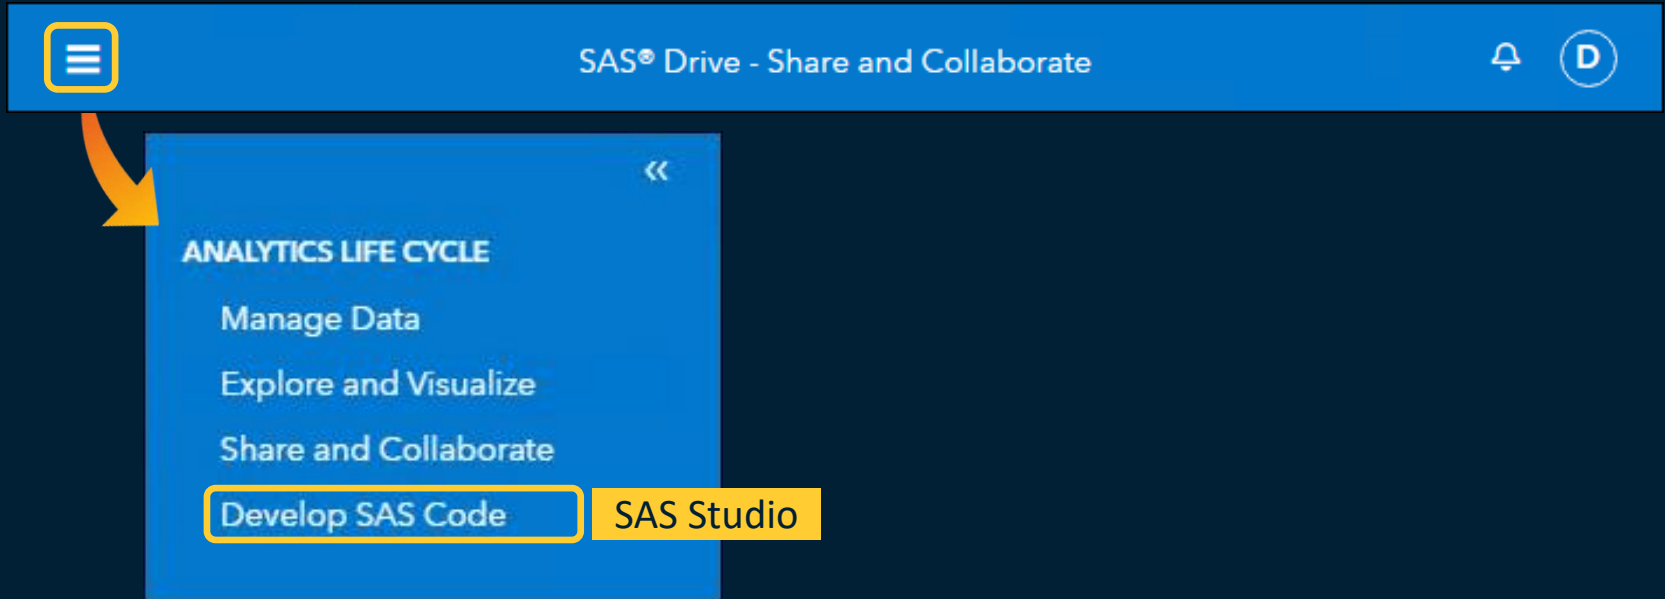 SAS® Drive - Share and Collaborate
D
«
ANALYTICS LIFE CYCLE
Manage Data
Explore and Visualize
Share and Collaborate
Develop SAS Code
SAS Studio